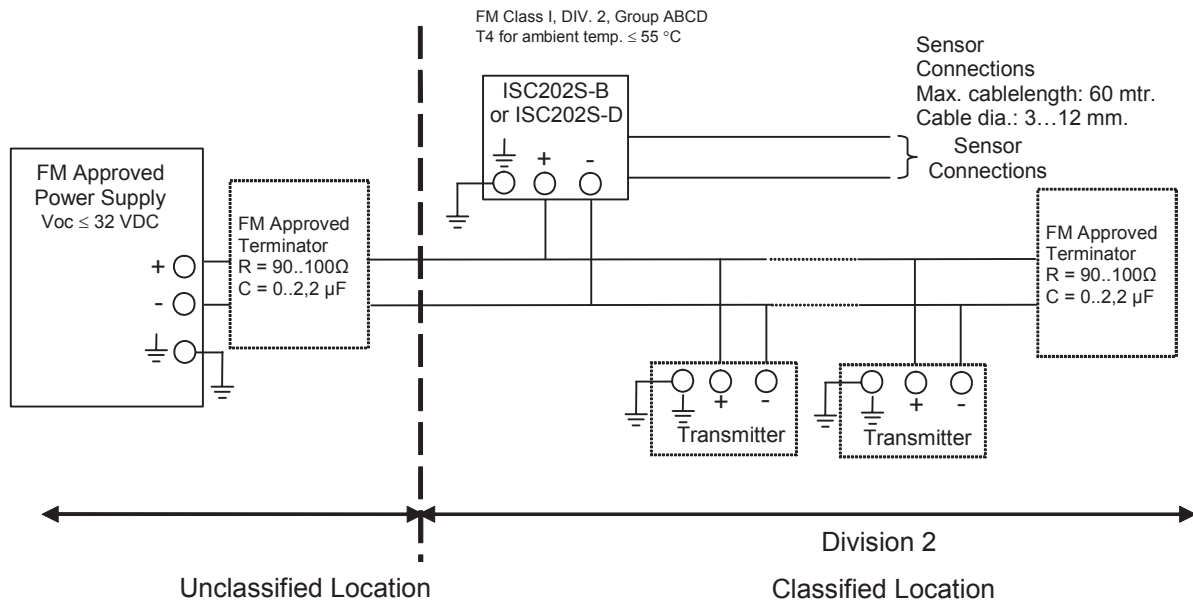 FM Class I, DIV. 2, Group ABCD
T4 for ambient temp. ≤ 55 °C
Sensor
Connections
Max. cablelength: 60 mtr.
Cable dia.: 3…12 mm.
ISC202S-B
or ISC202S-D
+ -
Sensor
Connections
FM Approved
Power Supply
Voc ≤ 32 VDC
+
-
FM Approved
Terminator
R = 90..100Ω
C = 0..2,2 µF
FM Approved
Terminator
R = 90..100Ω
C = 0..2,2 µF
+ -
Transmitter
+ -
Transmitter
Division 2
Unclassified Location
Classified Location